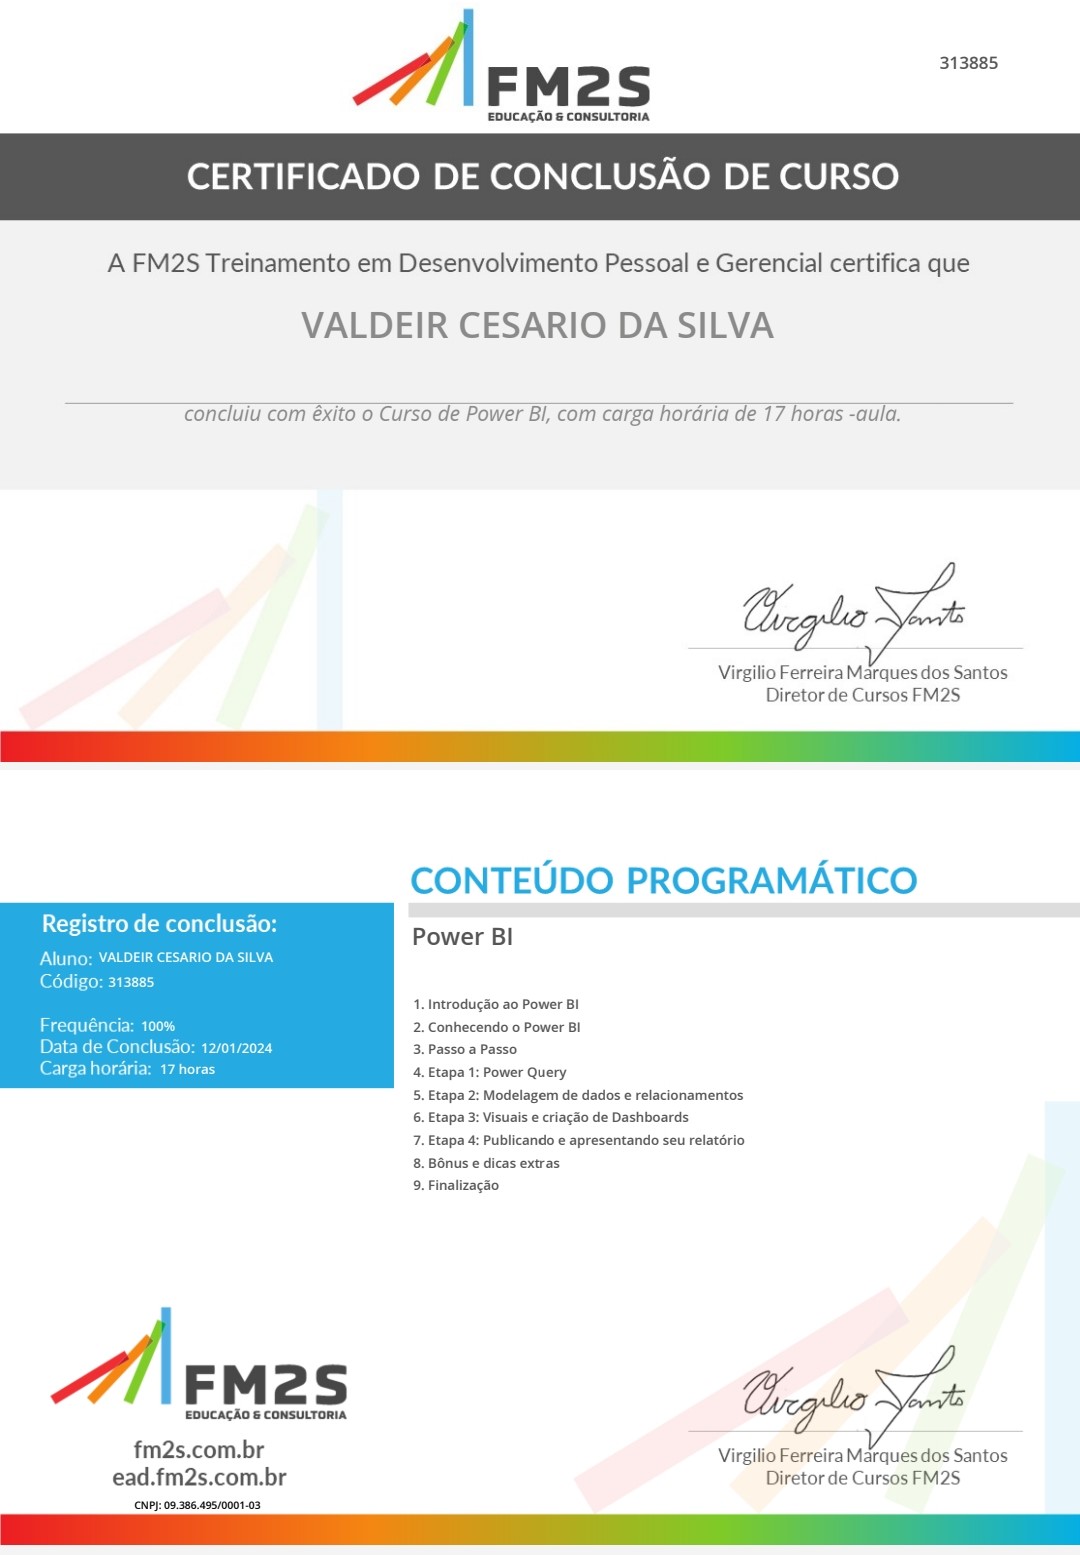 FM2S
EDUCAÇÃO & CONSULTORIA
313885
CERTIFICADO DE CONCLUSÃO DE CURSO
A FM2S Treinamento em Desenvolvimento Pessoal e Gerencial certifica que
VALDEIR CESARIO DA SILVA
concluiu com êxito o Curso de Power BI, com carga horária de 17 horas -aula.
Virgilio Santos
Virgilio Ferreira Marques dos Santos
Diretor de Cursos FM2S
CONTEÚDO PROGRAMÁTICO
Registro de conclusão:
Aluno: VALDEIR CESARIO DA SILVA
Código: 313885
Frequência: 100%
Data de Conclusão: 12/01/2024
Carga horária: 17 horas
Power BI
1. Introdução ao Power BI
2. Conhecendo o Power BI
3. Passo a Passo
4. Etapa 1: Power Query
5. Etapa 2: Modelagem de dados e relacionamentos
6. Etapa 3: Visuais e criação de Dashboards
7. Etapa 4: Publicando e apresentando seu relatório
8. Bônus e dicas extras
9. Finalização
FM2S
EDUCAÇÃO & CONSULTORIA
fm2s.com.br
ead.fm2s.com.br
CNPJ: 09.386.495/0001-03
Virgilio Santos
Virgilio Ferreira Marques dos Santos
Diretor de Cursos FM2S